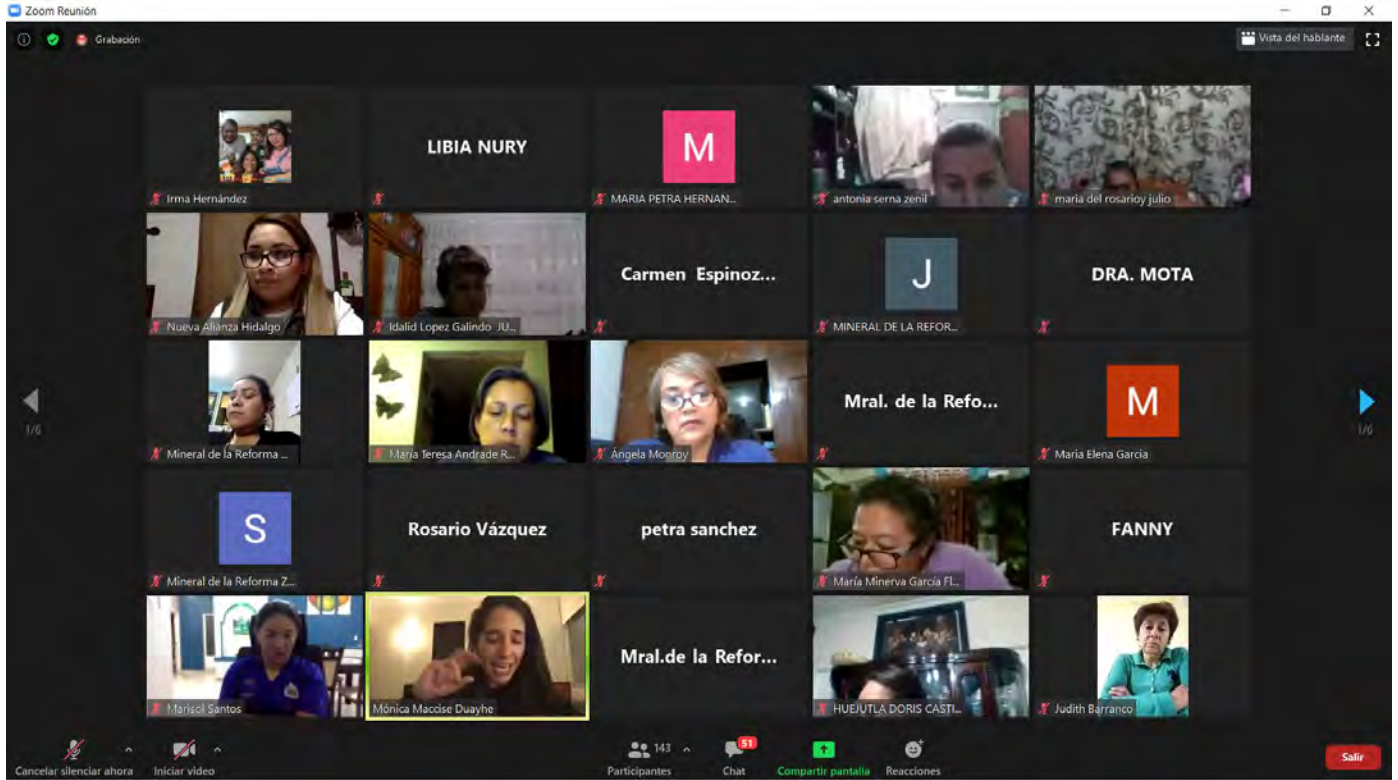 Zoom Reunión
Grabación
Vista del hablante
Irma Hernández
LIBIA NURY
M
MARIA PETRA HERNAN...
antonia serna zenil
maria del rosarioy julio
Nueva Alianza Hidalgo
Idalid Lopez Galindo JU...
Carmen Espinoz...
J
MINERAL DE LA REFOR...
DRA. MOTA
Mineral de la Reforma ...
María Teresa Andrade R...
Ángela Monroy
Mral. de la Refo...
M
Maria Elena Garcia
1/6
1/6
S
Mineral de la Reforma Z...
Rosario Vázquez
petra sanchez
María Minerva García Fl...
FANNY
Marisol Santos
Mónica Maccise Duayhe
Mral.de la Refor...
HUEJUTLA DORIS CASTI...
Judith Barranco
Cancelar silenciar ahora
Iniciar video
143
Participantes
51
Chat
Compartir pantalla
Reacciones
Salir